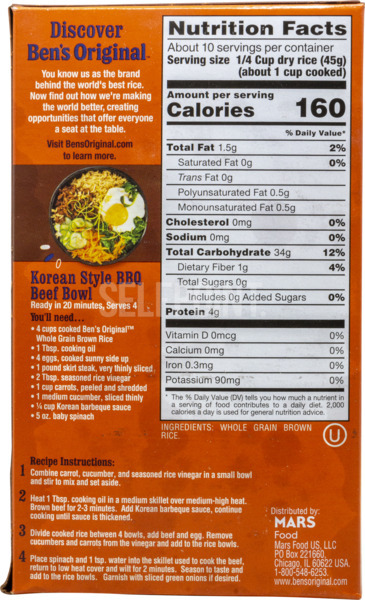 Discover
Ben's Original™
You know us as the brand
behind the world's best rice.
Now find out how we're making
the world better, creating
opportunities that offer everyone
a seat at the table.
Visit BensOriginal.com
to learn more.
Korean Style BBQ
Beef Bowl
Ready in 20 minutes, Serves 4
You'll need...
• 4 cups cooked Ben's Original™
Whole Grain Brown Rice
• 1 Tbsp. cooking oil
• 4 eggs, cooked sunny side up
• 1 pound skirt steak, very thinly sliced
• 2 Tbsp. seasoned rice vinegar
• 1 cup carrots, peeled and shredded
• 1 medium cucumber, sliced thinly
• ¼ cup Korean barbeque sauce
• 5 oz. baby spinach
Nutrition Facts
About 10 servings per container
Serving size 1/4 Cup dry rice (45g)
(about 1 cup cooked)
Amount per serving
Calories 160
% Daily Value*
Total Fat 1.5g 2%
Saturated Fat 0g 0%
Trans Fat 0g
Polyunsaturated Fat 0.5g
Monounsaturated Fat 0.5g
Cholesterol 0mg 0%
Sodium 0mg 0%
Total Carbohydrate 34g 12%
Dietary Fiber 1g 4%
Total Sugars 0g
Includes 0g Added Sugars 0%
Protein 4g
Vitamin D 0mcg 0%
Calcium 0mg 0%
Iron 0.3mg 0%
Potassium 90mg 0%
* The % Daily Value (DV) tells you how much a nutrient in
a serving of food contributes to a daily diet. 2,000
calories a day is used for general nutrition advice.
INGREDIENTS: WHOLE GRAIN BROWN
RICE.
U
Recipe Instructions:
1 Combine carrot, cucumber, and seasoned rice vinegar in a small bowl
and stir to mix and set aside.
2 Heat 1 Tbsp. cooking oil in a medium skillet over medium-high heat.
Brown beef for 2-3 minutes. Add Korean barbeque sauce, continue
cooking until sauce is thickened.
3 Divide cooked rice between 4 bowls, add beef and egg. Remove
cucumbers and carrots from the vinegar and add to the rice bowls.
4 Place spinach and 1 tsp. water into the skillet used to cook the beef,
return to low heat cover and wilt for 2 minutes. Season to taste and
add to the rice bowls. Garnish with sliced green onions if desired.
Distributed by:
MARS
Food
Mars Food US, LLC
PO Box 221660,
Chicago, IL 60622 USA.
1-800-548-6253.
www.bensoriginal.com